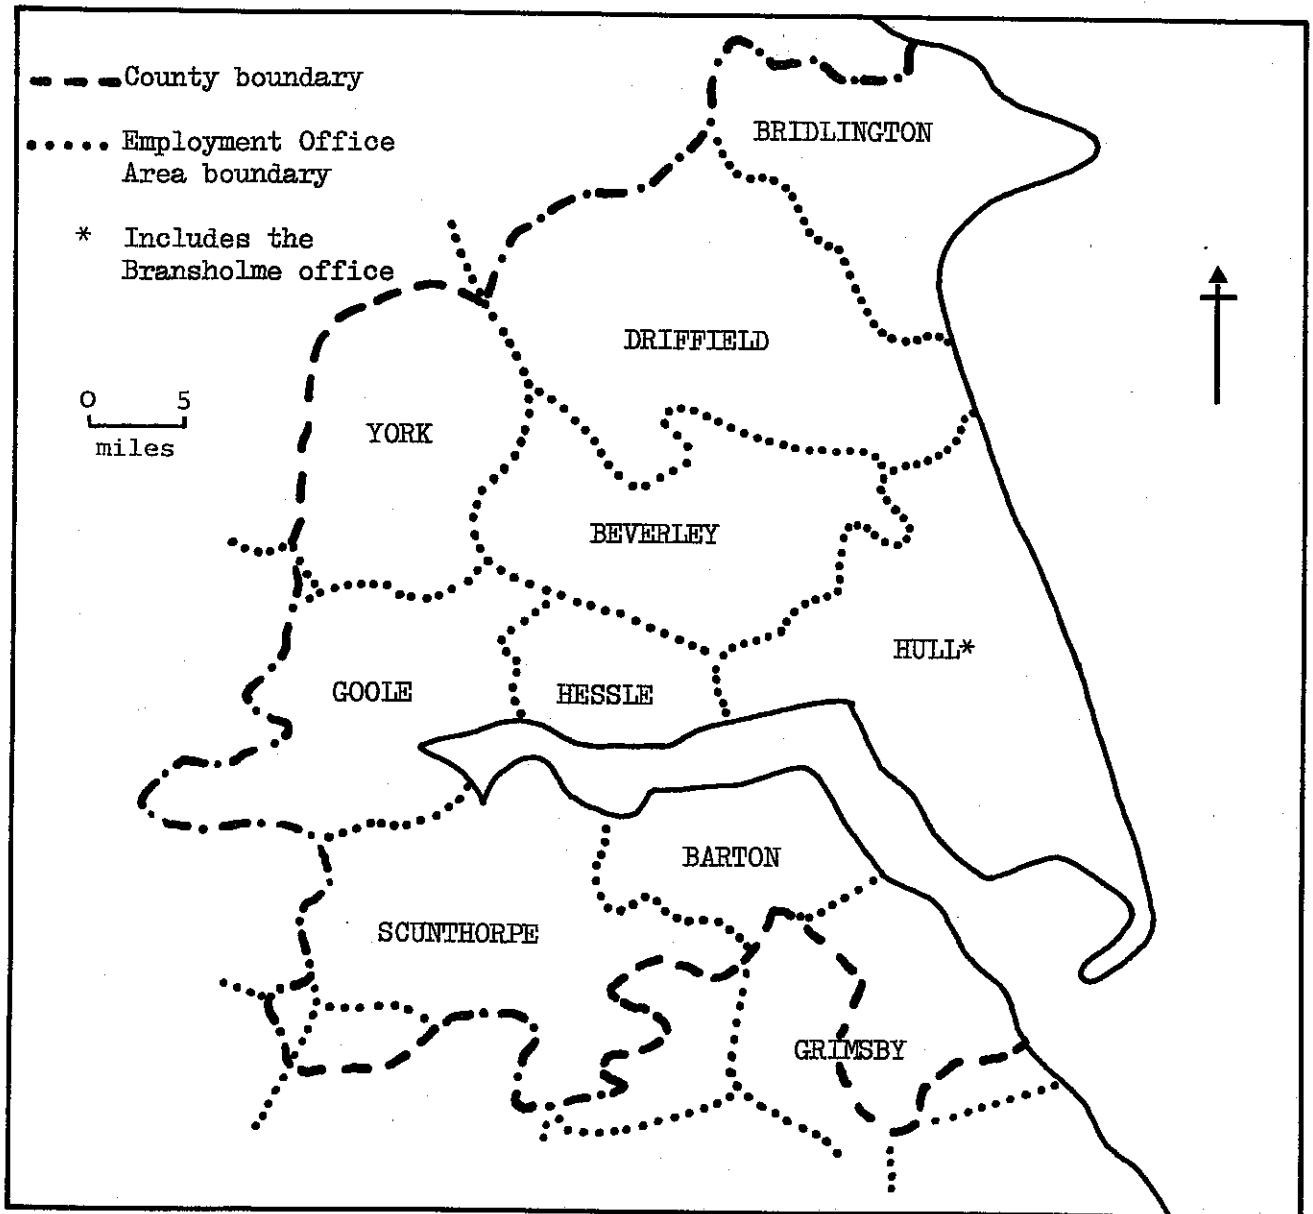 County boundary
Employment Office
Area boundary
* Includes the
Bransholme office
BRIDLINGTON
DRIFFIELD
0 5
miles
YORK
BEVERLEY
HULL*
GOOLE
HESSLE
BARTON
SCUNTHORPE
GRIMSBY